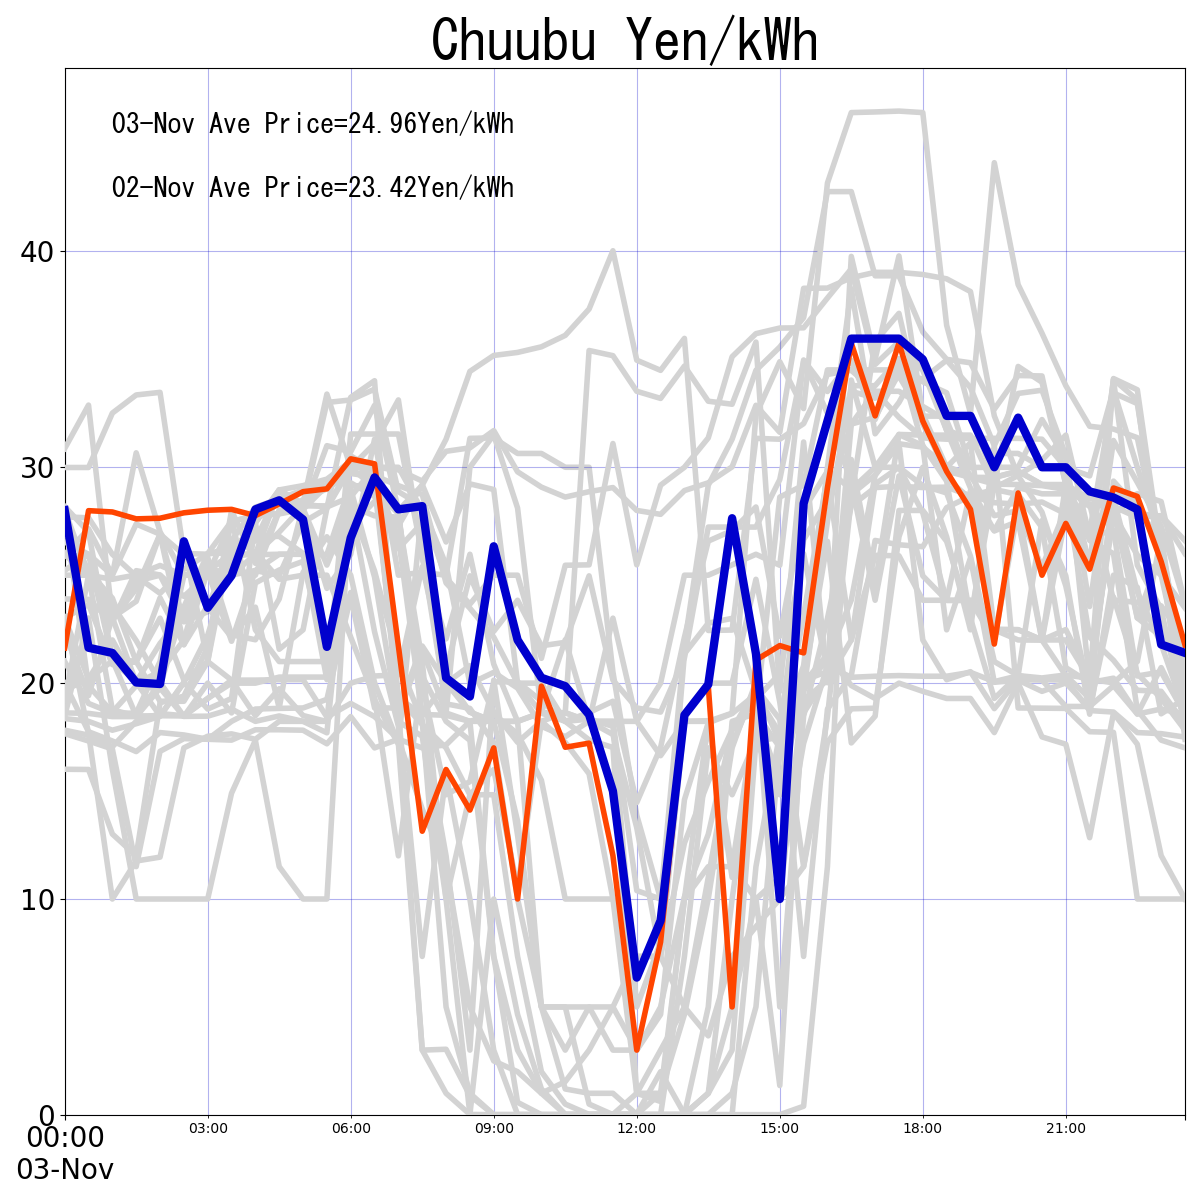 Chuubu Yen/kWh
03-Nov Ave Price=24.96Yen/kWh
02-Nov Ave Price=23.42Yen/kWh
40
30
20
10
0
00:00 03:00 06:00 09:00 12:00 15:00 18:00 21:00
03-Nov